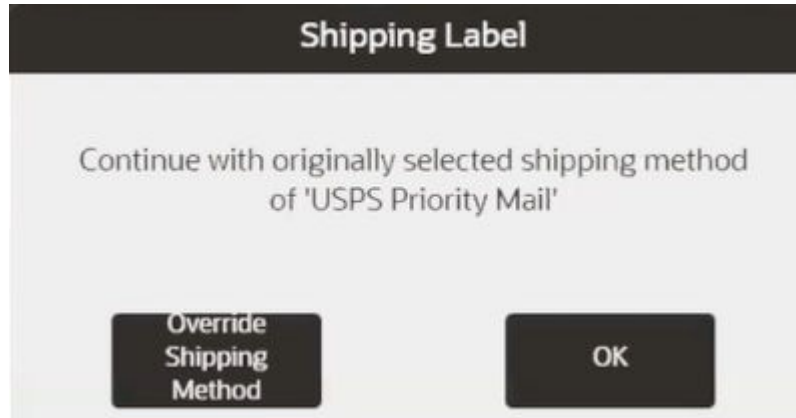 Shipping Label
Continue with originally selected shipping method
of 'USPS Priority Mail'
Override
Shipping
Method
OK